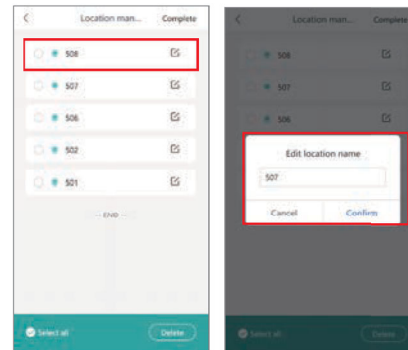 Location man... Complete
508
507
506
502
501
-- END --
Select all Delete
Location man... Complete
508
507
506
Edit location name
507
Cancel Confirm
Select all Delete